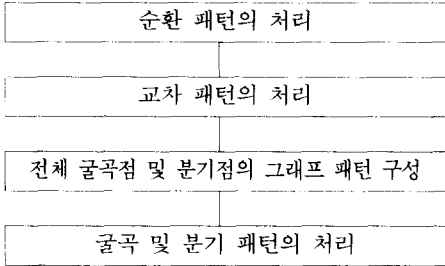 순환 패턴의 처리
교차 패턴의 처리
전체 굴곡점 및 분기점의 그래프 패턴 구성
굴곡 및 분기 패턴의 처리